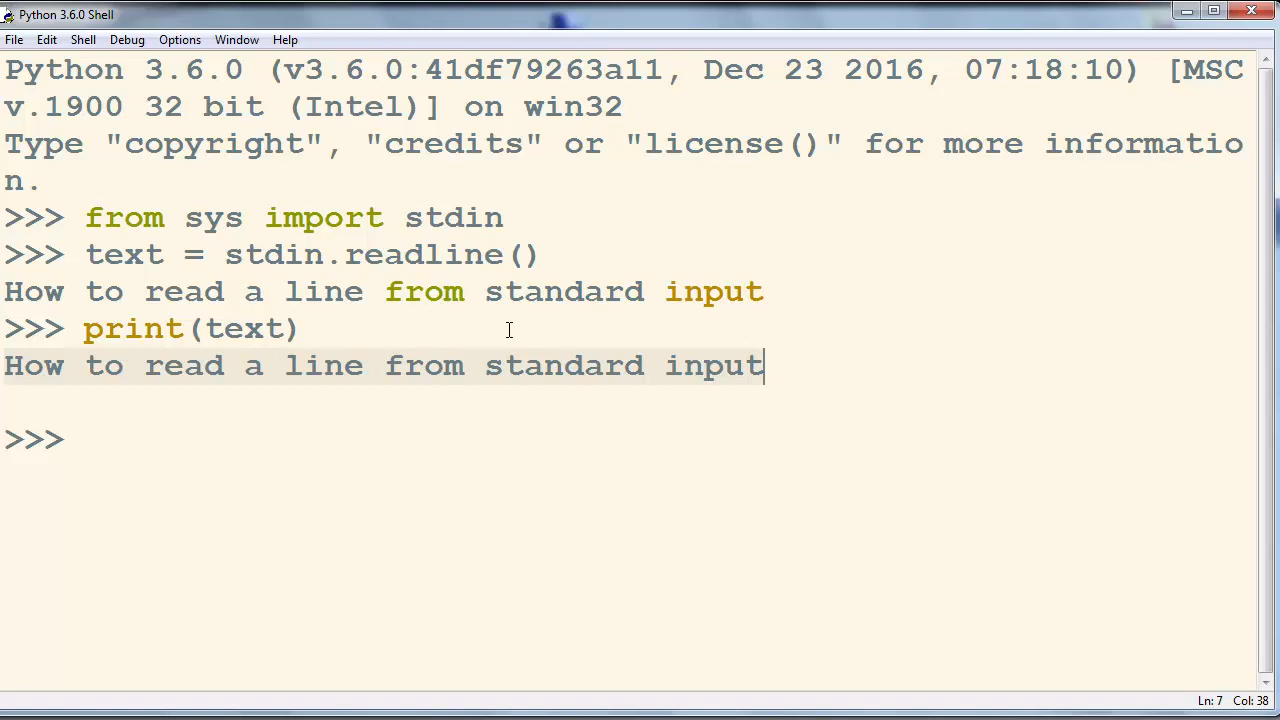 Python 3.6.0 Shell
File Edit Shell Debug Options Window Help
Python 3.6.0 (v3.6.0:41df79263a11, Dec 23 2016, 07:18:10) [MSC
v.1900 32 bit (Intel)] on win32
Type "copyright", "credits" or "license()" for more informatio
n.
>>> from sys import stdin
>>> text = stdin.readline()
How to read a line from standard input
>>> print(text)
How to read a line from standard input
>>>
Ln: 7 Col: 38